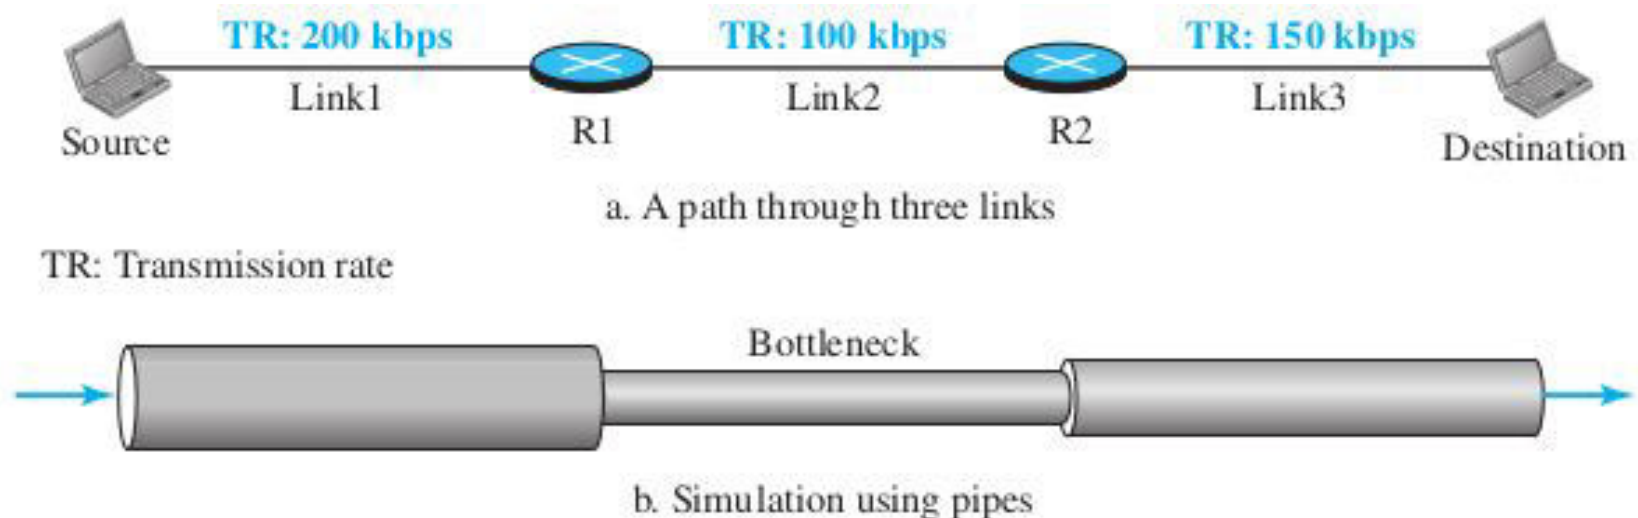 TR: 200 kbps TR: 100 kbps TR: 150 kbps
Link1 Link2 Link3
Source R1 R2 Destination
a. A path through three links
TR: Transmission rate
Bottleneck
b. Simulation using pipes